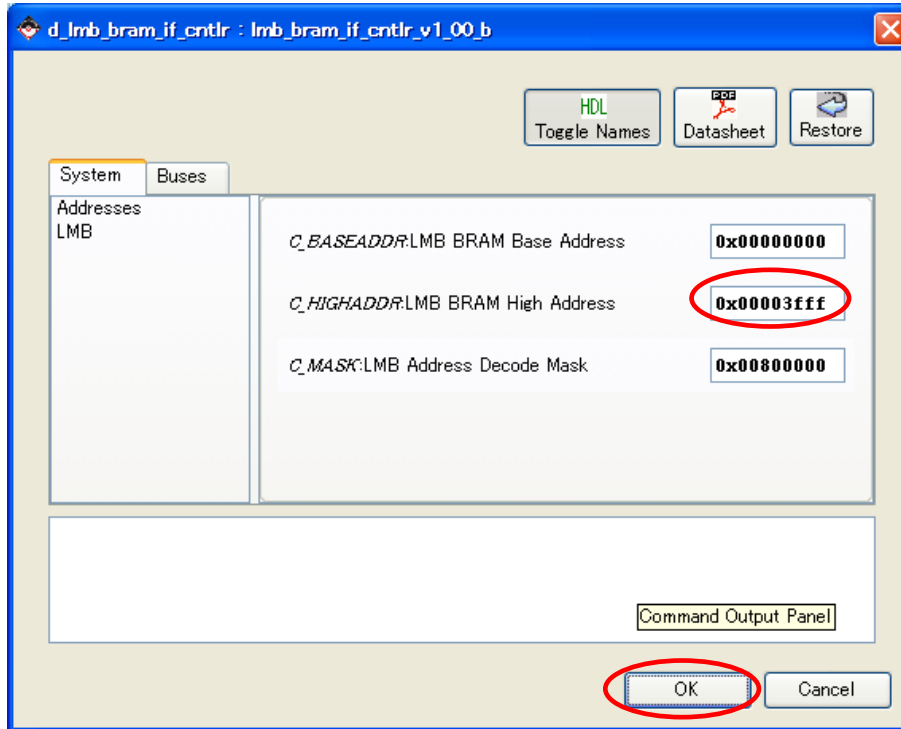 d_lmb_bram_if_cntlr : lmb_bram_if_cntlr_v1_00_b
HDL
Toggle Names
PDF
Datasheet
Restore
System
Buses
Addresses
LMB
C_BASEADDR:LMB BRAM Base Address
0x00000000
C_HIGHADDR:LMB BRAM High Address
0x00003fff
C_MASK:LMB Address Decode Mask
0x00800000
Command Output Panel
OK
Cancel